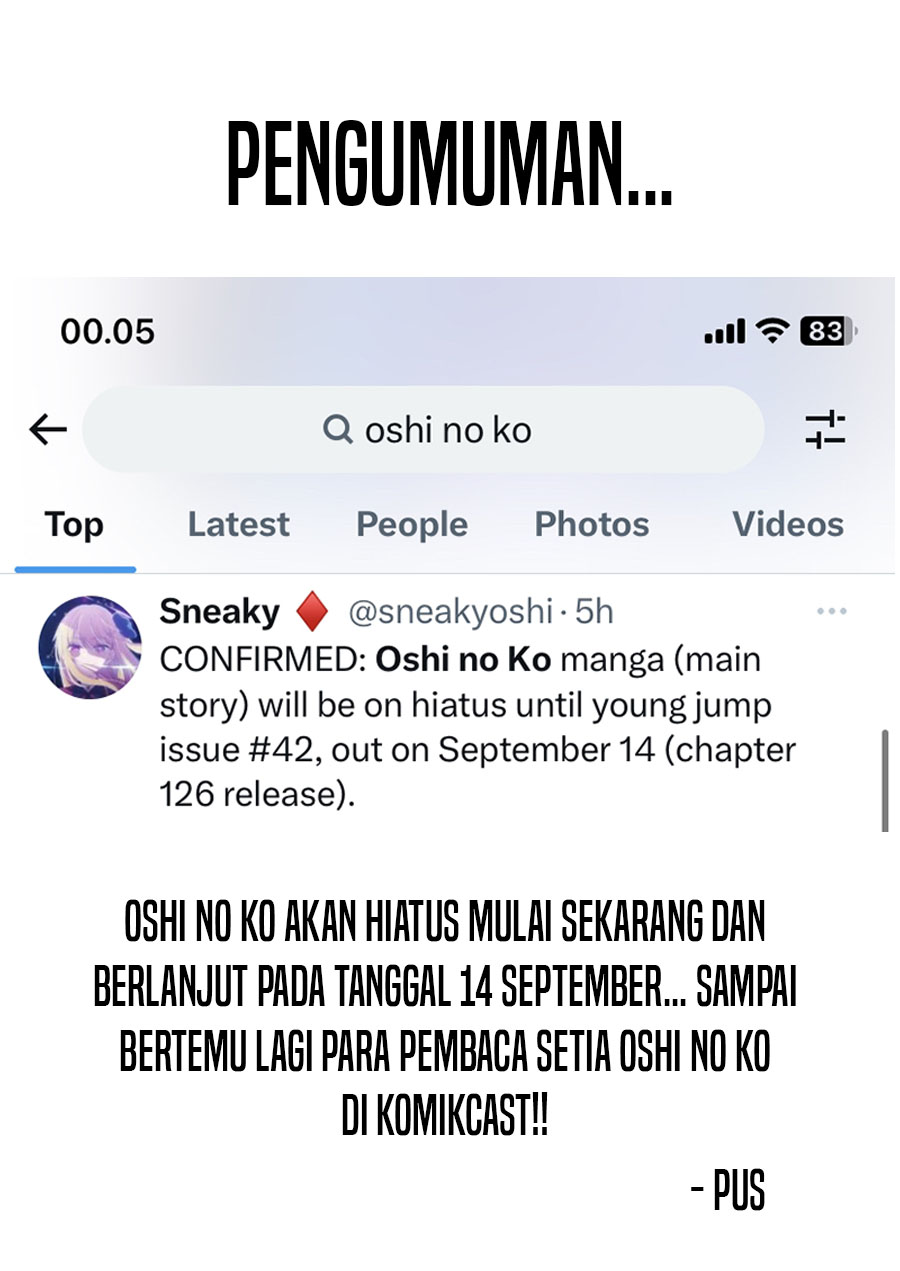 PENGUMUMAN...
00.05
83
oshi no ko
Top Latest People Photos Videos
Sneaky ♦️ @sneakyoshi · 5h
CONFIRMED: Oshi no Ko manga (main
story) will be on hiatus until young jump
issue #42, out on September 14 (chapter
126 release).
OSHI NO KO AKAN HIATUS MULAI SEKARANG DAN
BERLANJUT PADA TANGGAL 14 SEPTEMBER... SAMPAI
BERTEMU LAGI PARA PEMBACA SETIA OSHI NO KO
DI KOMIKCAST!!
- PUS